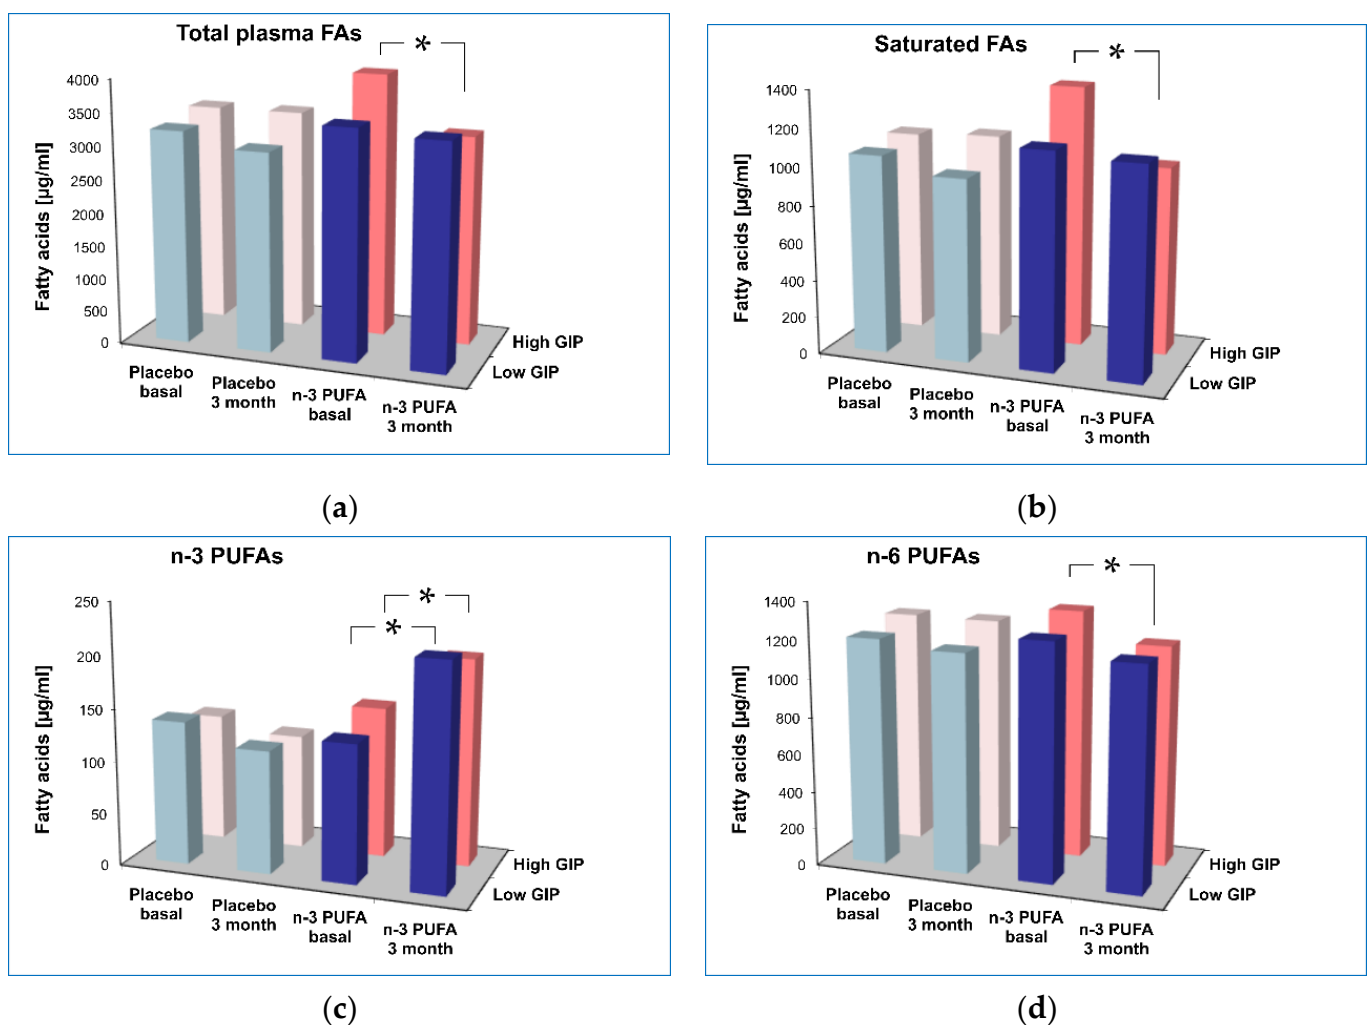 Total plasma FAs
*
Fatty acids [µg/ml]
4000
3500
3000
2500
2000
1500
1000
500
0
Placebo
basal
Placebo
3 month
n-3 PUFA
basal
n-3 PUFA
3 month
High GIP
Low GIP
(a)
Saturated FAs
*
Fatty acids [µg/ml]
1400
1200
1000
800
600
400
200
0
Placebo
basal
Placebo
3 month
n-3 PUFA
basal
n-3 PUFA
3 month
High GIP
Low GIP
(b)
n-3 PUFAs
*
*
Fatty acids [µg/ml]
250
200
150
100
50
0
Placebo
basal
Placebo
3 month
n-3 PUFA
basal
n-3 PUFA
3 month
High GIP
Low GIP
(c)
n-6 PUFAs
*
Fatty acids [µg/ml]
1400
1200
1000
800
600
400
200
0
Placebo
basal
Placebo
3 month
n-3 PUFA
basal
n-3 PUFA
3 month
High GIP
Low GIP
(d)